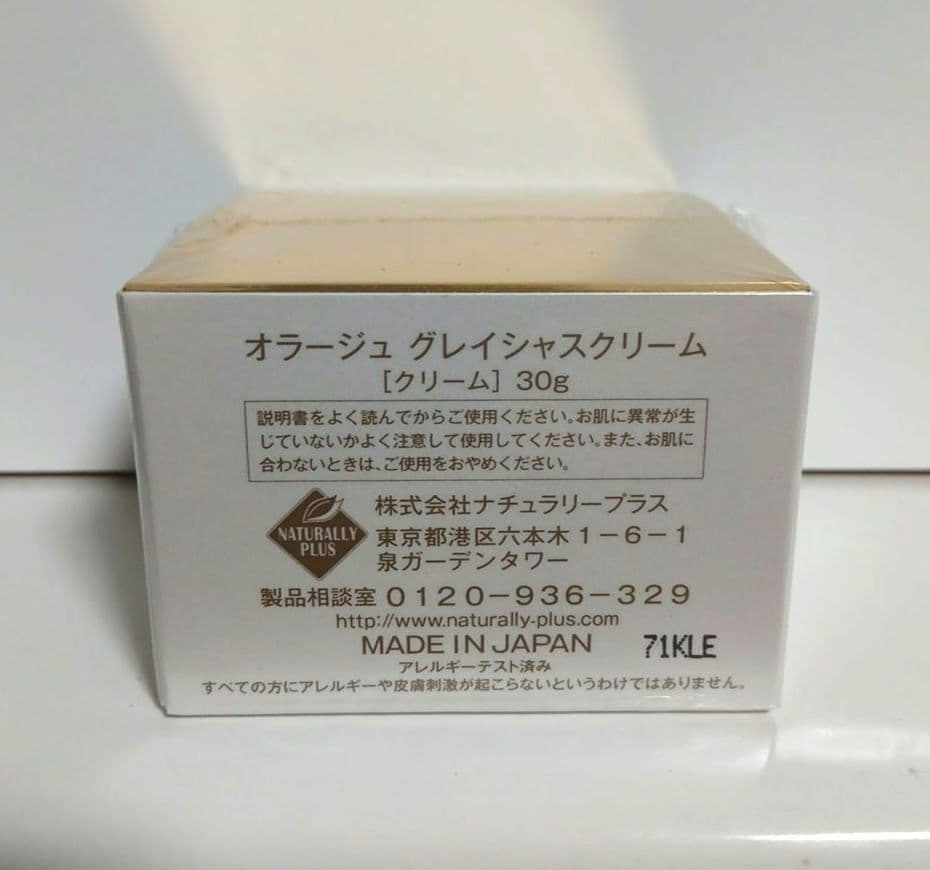 オラージュ グレイシャスクリーム
［クリーム］ 30g
説明書をよく読んでからご使用ください。お肌に異常が生
じていないかよく注意して使用してください。また、お肌に
合わないときは、ご使用をおやめください。
NATURALLY
PLUS
株式会社ナチュラリープラス
東京都港区六本木１－６－１
泉ガーデンタワー
製品相談室０１２０－９３６－３２９
http://www.naturally-plus.com
MADE IN JAPAN 71KLE
アレルギーテスト済み
すべての方にアレルギーや皮膚刺激が起こらないというわけではありません。